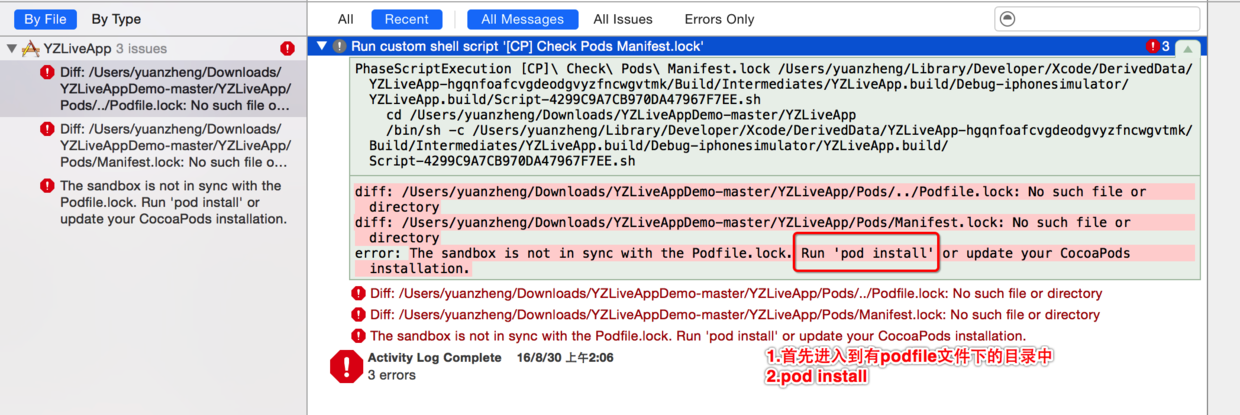 By File By Type
All Recent All Messages All Issues Errors Only
YZLiveApp 3 issues
Diff: /Users/yuanzheng/Downloads/
YZLiveAppDemo-master/YZLiveApp/
Pods/../Podfile.lock: No such file o...
Diff: /Users/yuanzheng/Downloads/
YZLiveAppDemo-master/YZLiveApp/
Pods/Manifest.lock: No such file o...
The sandbox is not in sync with the
Podfile.lock. Run 'pod install' or
update your CocoaPods installation.
Run custom shell script '[CP] Check Pods Manifest.lock'
3
PhaseScriptExecution [CP]\ Check\ Pods\ Manifest.lock /Users/yuanzheng/Library/Developer/Xcode/DerivedData/
YZLiveApp-hgqnfoafcvgdeodgvyzfncwgvtmk/Build/Intermediates/YZLiveApp.build/Debug-iphonesimulator/
YZLiveApp.build/Script-4299C9A7CB970DA47967F7EE.sh
cd /Users/yuanzheng/Downloads/YZLiveAppDemo-master/YZLiveApp
/bin/sh -c /Users/yuanzheng/Library/Developer/Xcode/DerivedData/YZLiveApp-hgqnfoafcvgdeodgvyzfncwgvtmk/
Build/Intermediates/YZLiveApp.build/Debug-iphonesimulator/YZLiveApp.build/
Script-4299C9A7CB970DA47967F7EE.sh
diff: /Users/yuanzheng/Downloads/YZLiveAppDemo-master/YZLiveApp/Pods/../Podfile.lock: No such file or
directory
diff: /Users/yuanzheng/Downloads/YZLiveAppDemo-master/YZLiveApp/Pods/Manifest.lock: No such file or
directory
error: The sandbox is not in sync with the Podfile.lock. Run 'pod install' or update your CocoaPods
installation.
Diff: /Users/yuanzheng/Downloads/YZLiveAppDemo-master/YZLiveApp/Pods/../Podfile.lock: No such file or directory
Diff: /Users/yuanzheng/Downloads/YZLiveAppDemo-master/YZLiveApp/Pods/Manifest.lock: No such file or directory
The sandbox is not in sync with the Podfile.lock. Run 'pod install' or update your CocoaPods installation.
Activity Log Complete 16/8/30 上午2:06
3 errors
1.首先进入到有podfile文件下的目录中
2.pod install